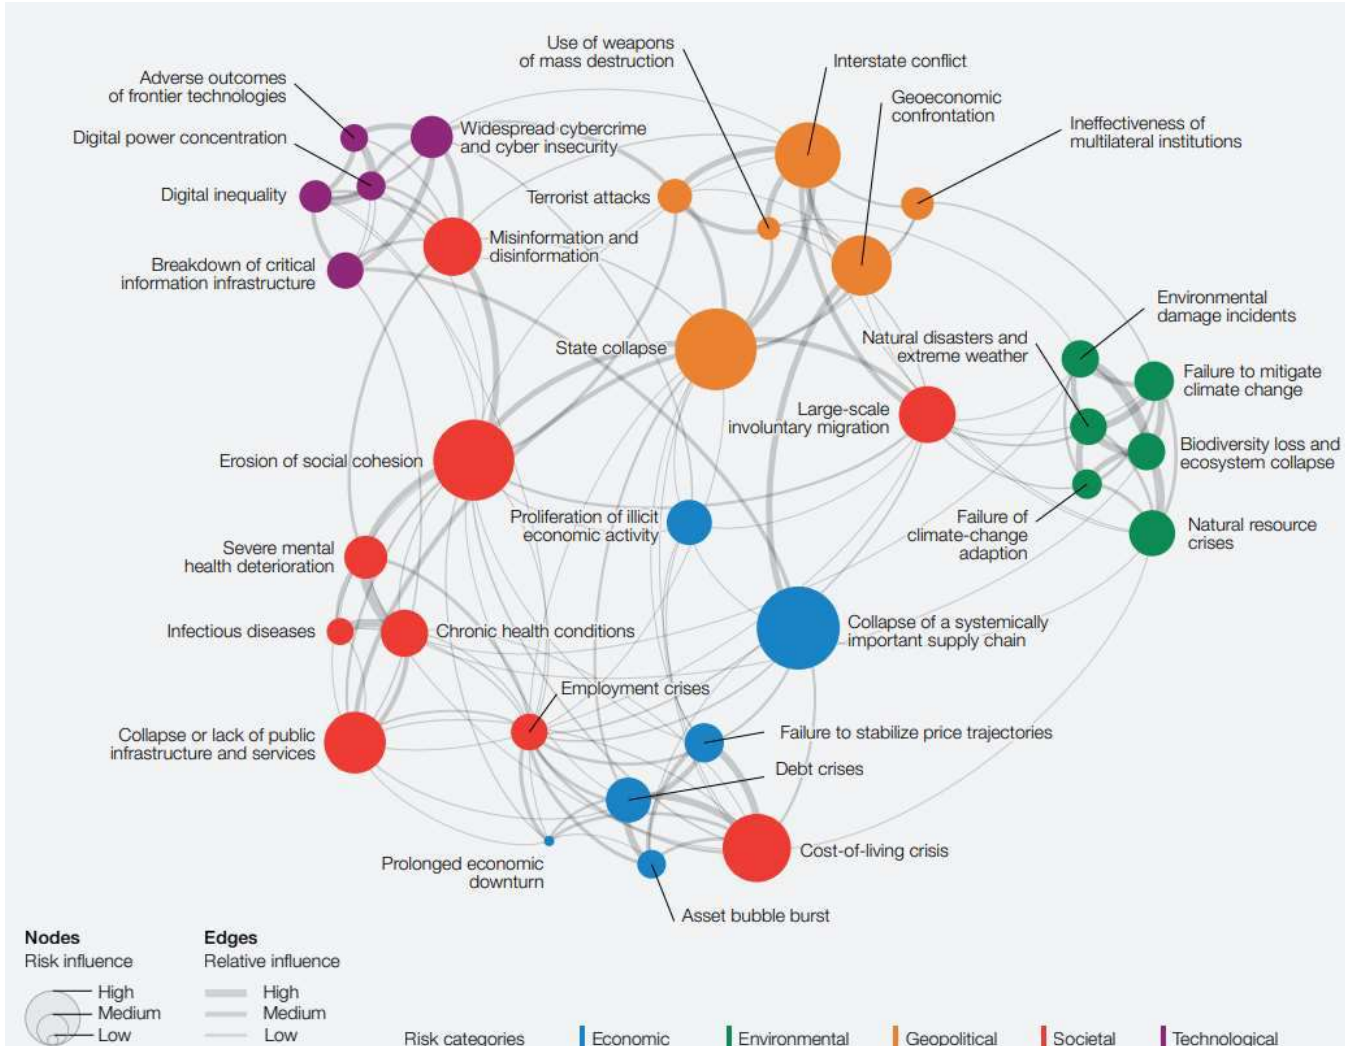 Use of weapons
of mass destruction
Interstate conflict
Adverse outcomes
of frontier technologies
Geoeconomic
confrontation
Digital power concentration
Widespread cybercrime
and cyber insecurity
Ineffectiveness of
multilateral institutions
Digital inequality
Terrorist attacks
Misinformation and
disinformation
Breakdown of critical
information infrastructure
Environmental
damage incidents
State collapse
Natural disasters and
extreme weather
Failure to mitigate
climate change
Large-scale
involuntary migration
Biodiversity loss and
ecosystem collapse
Erosion of social cohesion
Proliferation of illicit
economic activity
Failure of
climate-change
adaption
Natural resource
crises
Severe mental
health deterioration
Infectious diseases
Chronic health conditions
Collapse of a systemically
important supply chain
Employment crises
Collapse or lack of public
infrastructure and services
Failure to stabilize price trajectories
Debt crises
Prolonged economic
downturn
Cost-of-living crisis
Asset bubble burst
Nodes
Risk influence
High
Medium
Low
Edges
Relative influence
High
Medium
Low
Risk categories
Economic
Environmental
Geopolitical
Societal
Technological